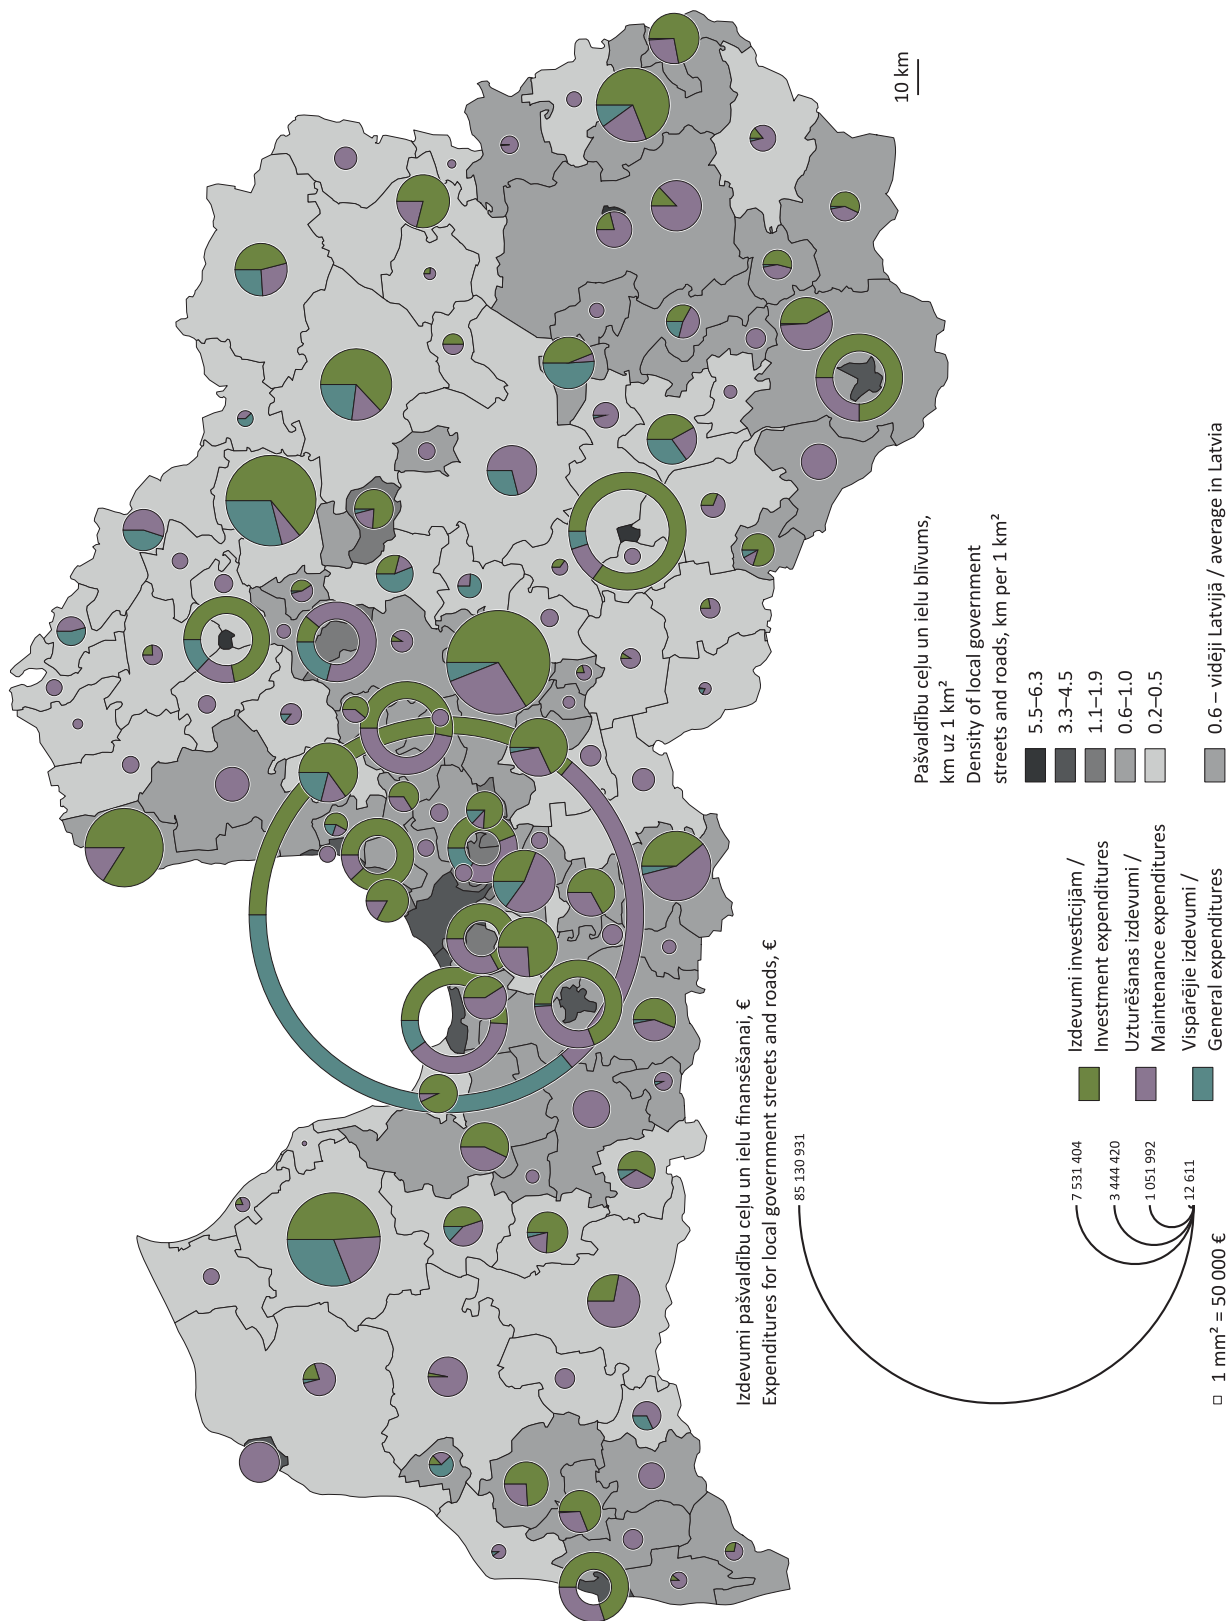 10 km
Pašvaldību ceļu un ielu blīvums,
km uz 1 km²
Density of local government
streets and roads, km per 1 km²
5.5–6.3
3.3–4.5
1.1–1.9
0.6–1.0
0.2–0.5
0.6 – vidēji Latvijā / average in Latvia
Izdevumi pašvaldību ceļu un ielu finansēšanai, €
Expenditures for local government streets and roads, €
85 130 931
7 531 404
3 444 420
1 051 992
12 611
1 mm² = 50 000 €
Izdevumi investīcijām /
Investment expenditures
Uzturēšanas izdevumi /
Maintenance expenditures
Vispārējie izdevumi /
General expenditures